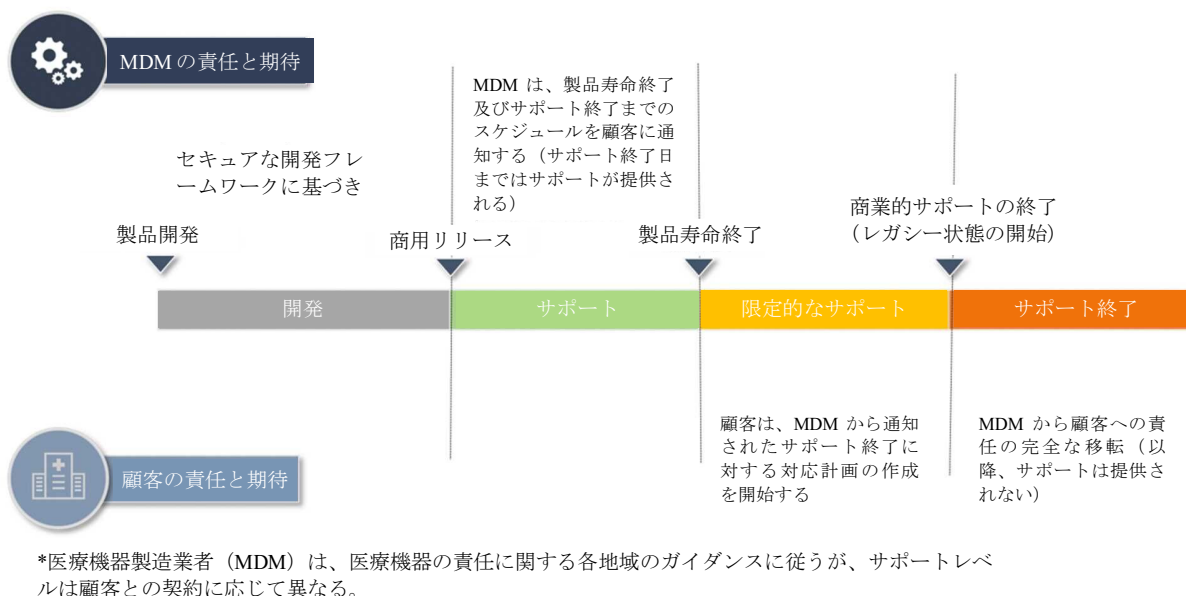 MDM の責任と期待
MDM は、製品寿命終了
及びサポート終了までの
スケジュールを顧客に通
知する（サポート終了日
まではサポートが提供さ
れる）
セキュアな開発フレ
ームワークに基づき
製品開発
商用リリース
製品寿命終了
商業的サポートの終了
（レガシー状態の開始）
開発
サポート
限定的なサポート
サポート終了
顧客の責任と期待
顧客は、MDM から通知
されたサポート終了に
対する対応計画の作成
を開始する
MDM から顧客への責
任の完全な移転（以
降、サポートは提供さ
れない）
*医療機器製造業者（MDM）は、医療機器の責任に関する各地域のガイダンスに従うが、サポートレベ
ルは顧客との契約に応じて異なる。